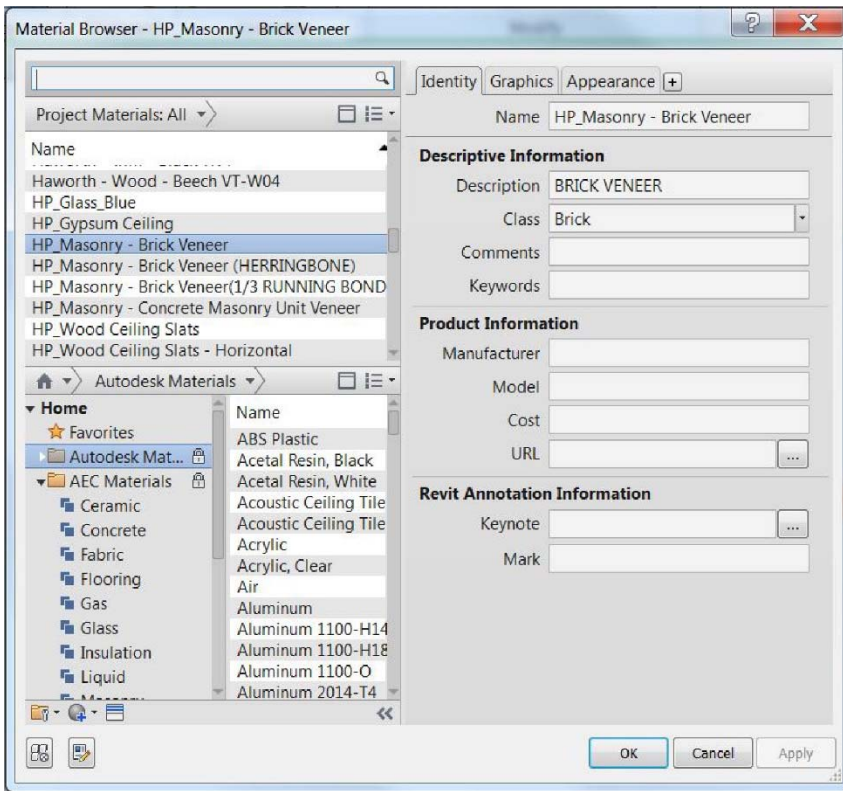 Material Browser - HP_Masonry - Brick Veneer
Project Materials: All
Name
Haworth - Wood - Beech VT-W04
HP_Glass_Blue
HP_Gypsum Ceiling
HP_Masonry - Brick Veneer
HP_Masonry - Brick Veneer (HERRINGBONE)
HP_Masonry - Brick Veneer(1/3 RUNNING BOND
HP_Masonry - Concrete Masonry Unit Veneer
HP_Wood Ceiling Slats
HP_Wood Ceiling Slats - Horizontal
Autodesk Materials
Home
Favorites
Autodesk Mat...
AEC Materials
Ceramic
Concrete
Fabric
Flooring
Gas
Glass
Insulation
Liquid
Name
ABS Plastic
Acetal Resin, Black
Acetal Resin, White
Acoustic Ceiling Tile
Acoustic Ceiling Tile
Acrylic
Acrylic, Clear
Air
Aluminum
Aluminum 1100-H14
Aluminum 1100-H18
Aluminum 1100-O
Aluminum 2014-T4
Identity Graphics Appearance +
Name HP_Masonry - Brick Veneer
Descriptive Information
Description BRICK VENEER
Class Brick
Comments
Keywords
Product Information
Manufacturer
Model
Cost
URL ...
Revit Annotation Information
Keynote ...
Mark
OK Cancel Apply